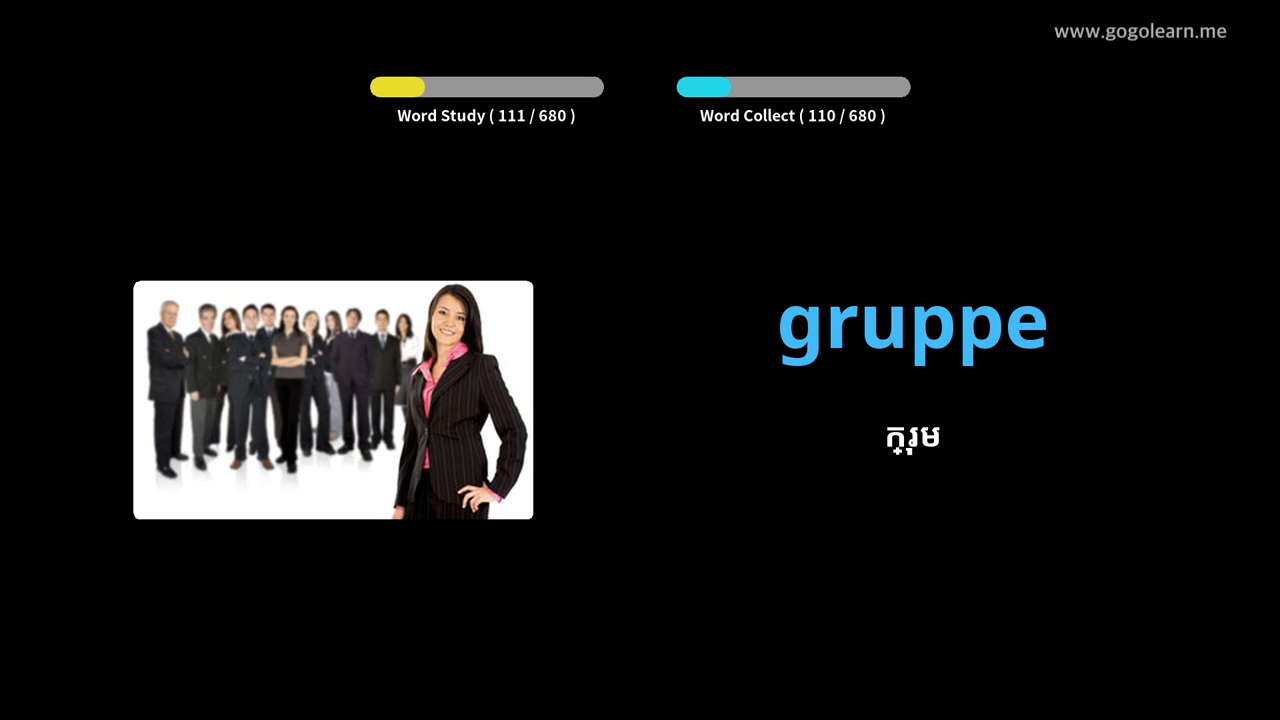 www.gogolearn.me
Word Study ( 111 / 680 )
Word Collect ( 110 / 680 )
gruppe
ក្រុម